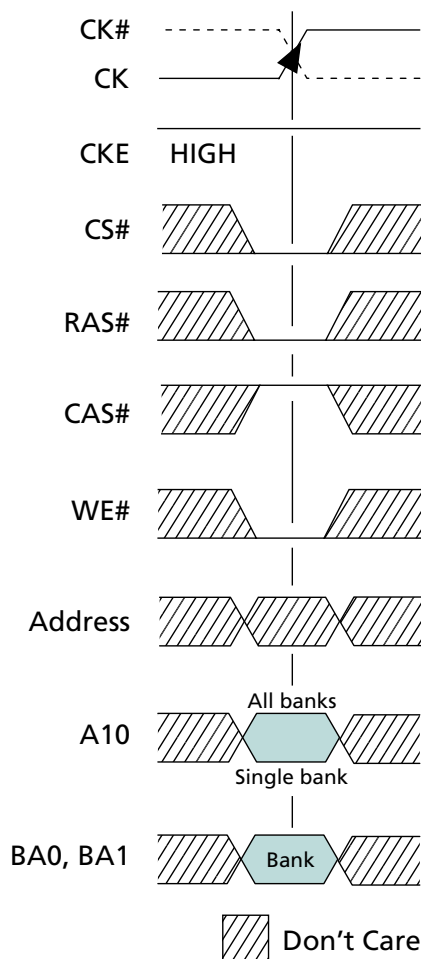 CK#
CK
CKE HIGH
CS#
RAS#
CAS#
WE#
Address
All banks
A10
Single bank
BA0, BA1 Bank
Don't Care